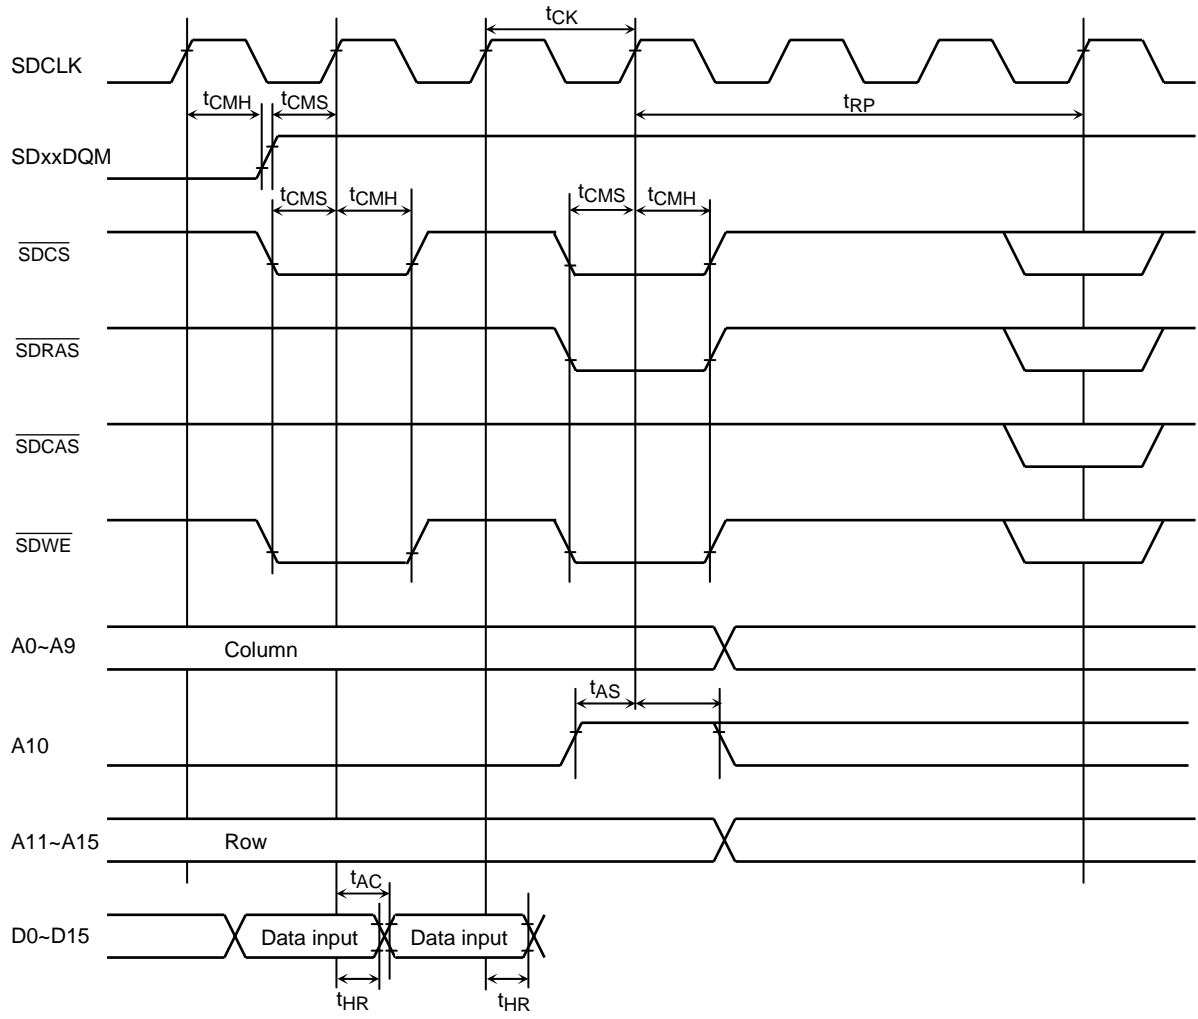 tCK
SDCLK
tCMH tCMS tRP
SDxxDQM
tCMS tCMH tCMS tCMH
SDCS
SDRAS
SDCAS
SDWE
A0~A9 Column
tAS
A10
A11~A15 Row
tAC
D0~D15 Data input Data input
tHR tHR